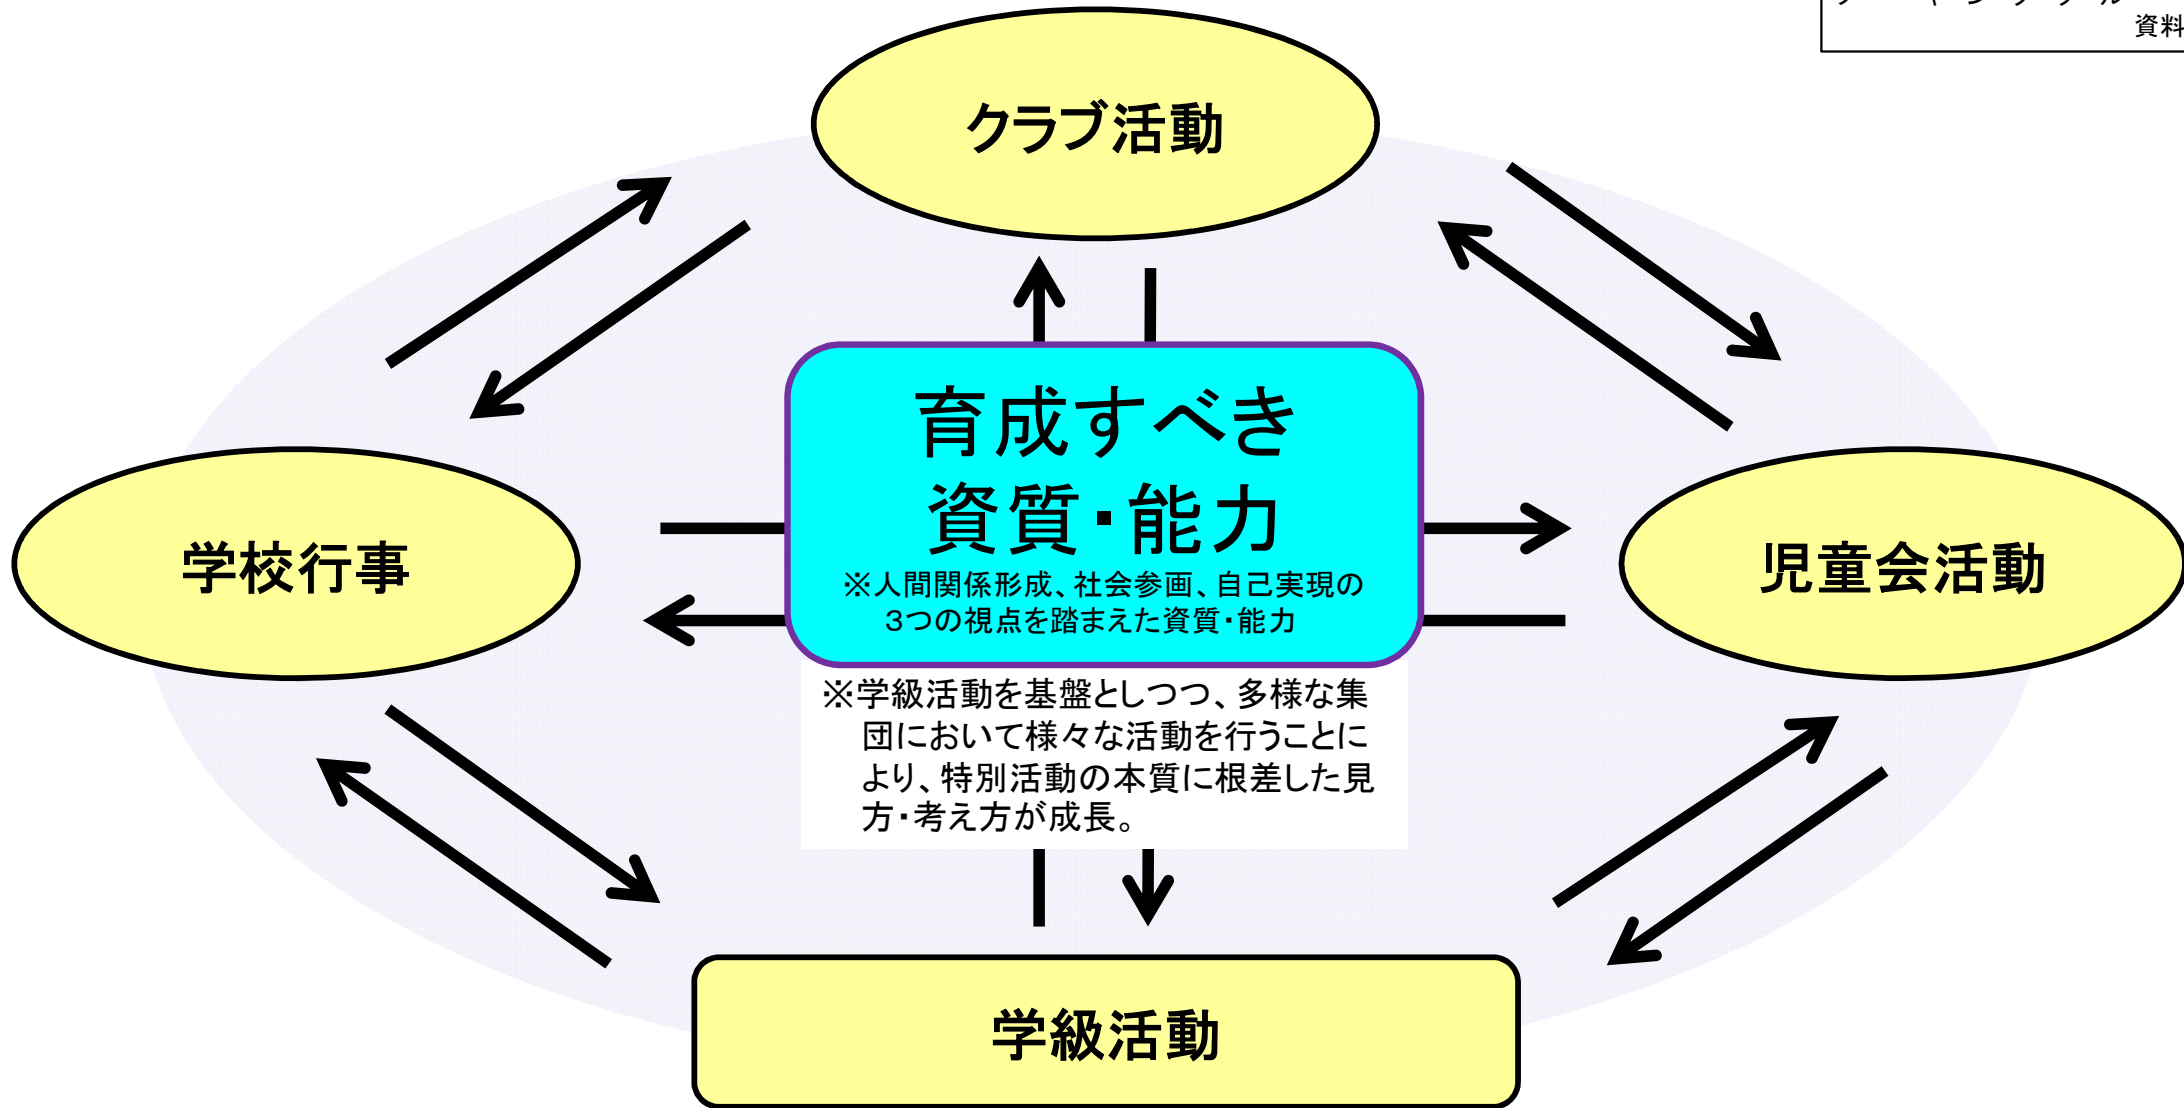 資料
クラブ活動
育成すべき
資質・能力
※人間関係形成、社会参画、自己実現の
3つの視点を踏まえた資質・能力
学校行事
児童会活動
※学級活動を基盤としつつ、多様な集
団において様々な活動を行うことに
より、特別活動の本質に根差した見
方・考え方が成長。
学級活動